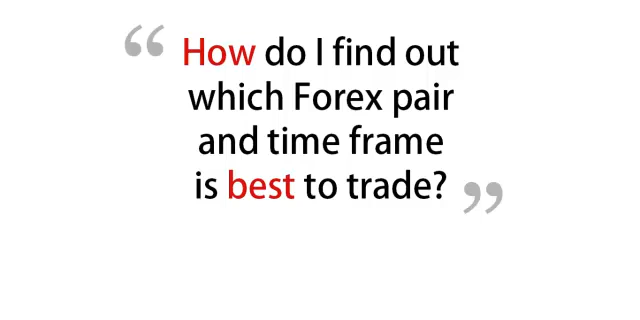 “ How do I find out
which Forex pair
and time frame
is best to trade? ”